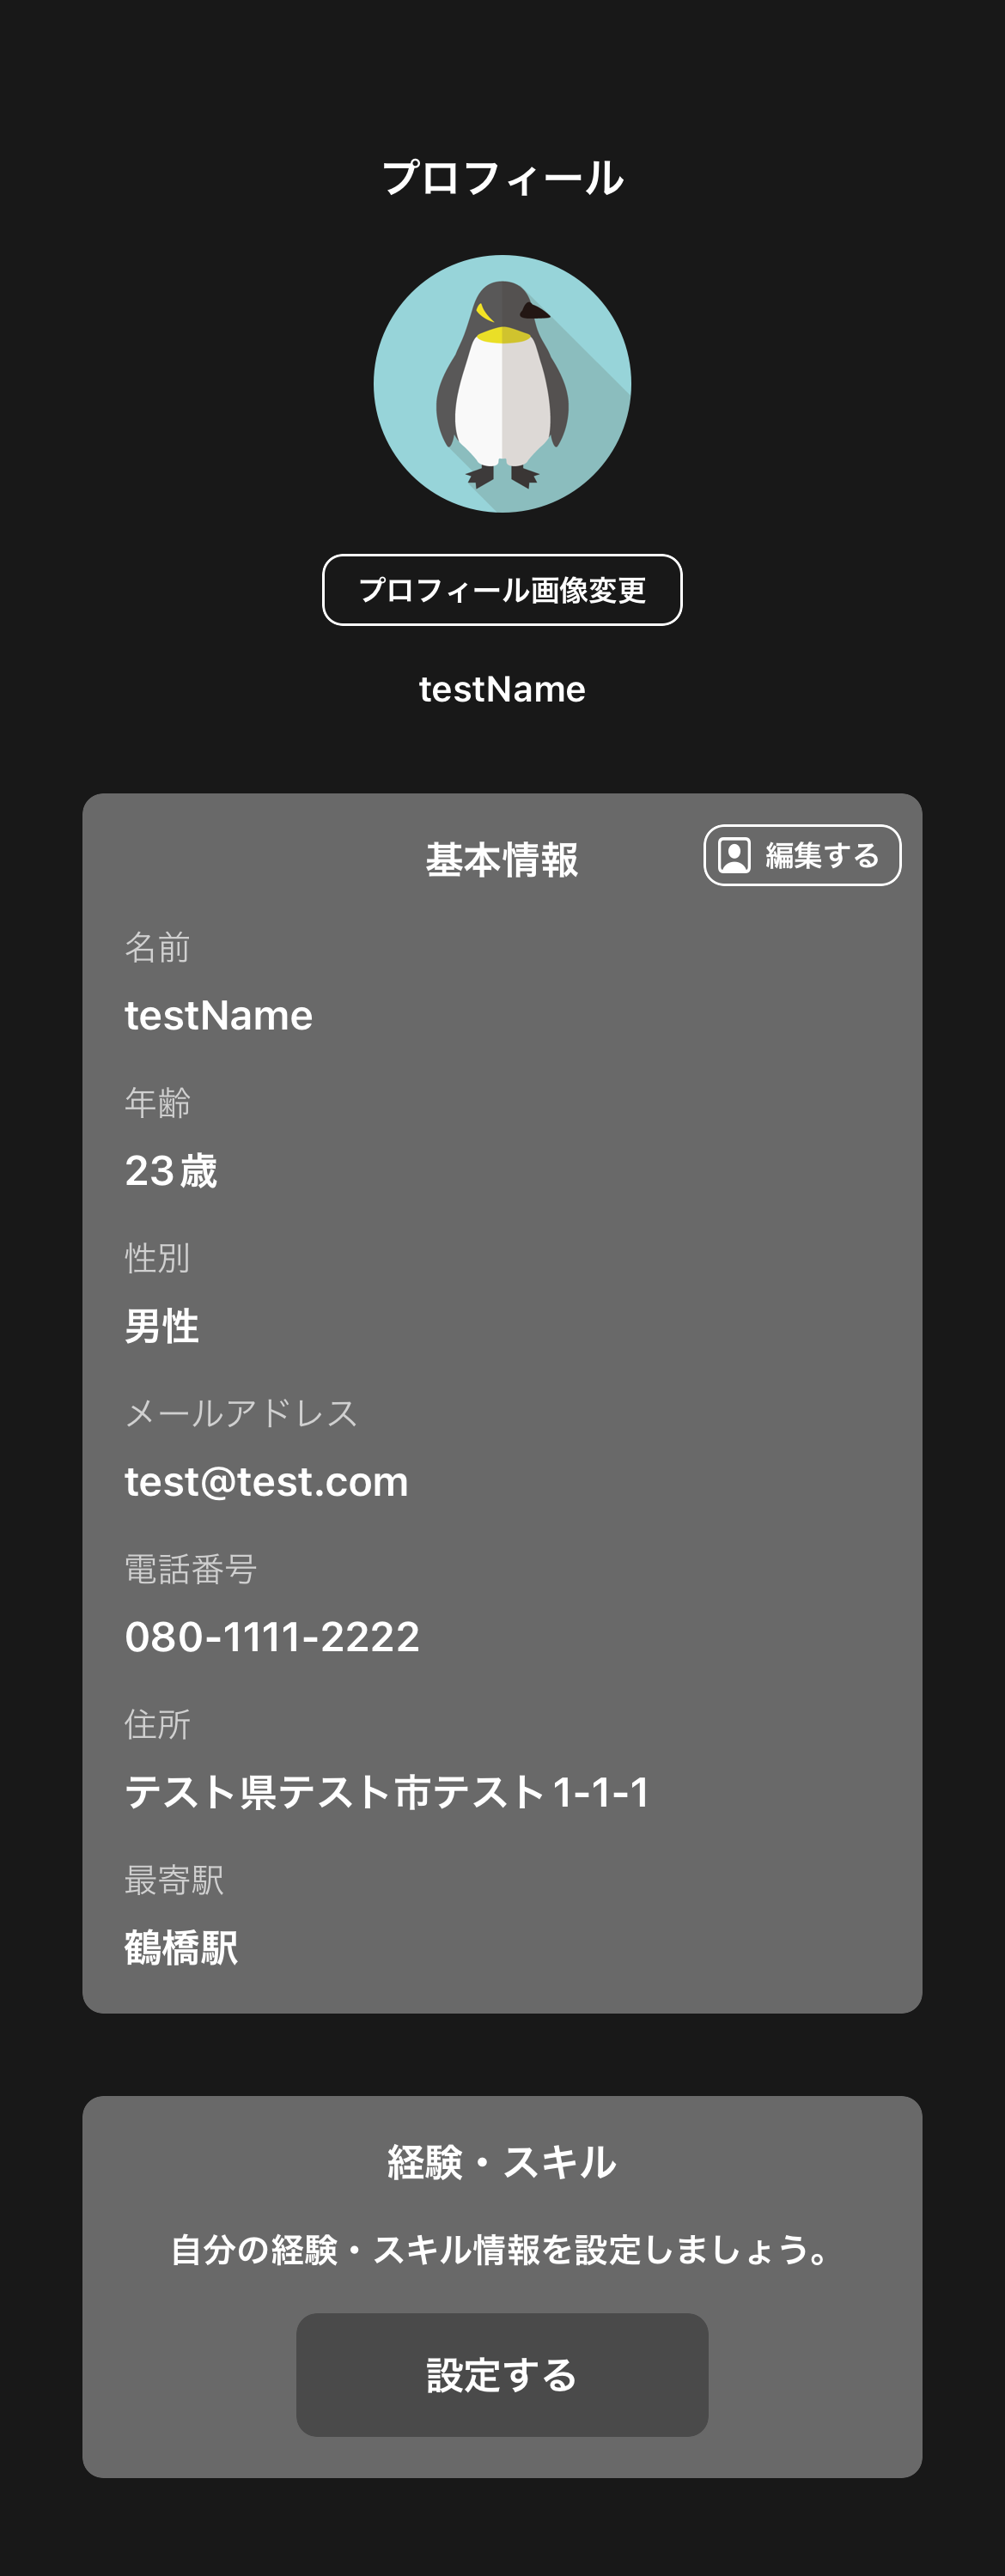 プロフィール
プロフィール画像変更
testName
基本情報
編集する
名前
testName
年齢
23歳
性別
男性
メールアドレス
test@test.com
電話番号
080-1111-2222
住所
テスト県テスト市テスト1-1-1
最寄駅
鶴橋駅
経験・スキル
自分の経験・スキル情報を設定しましょう。
設定する